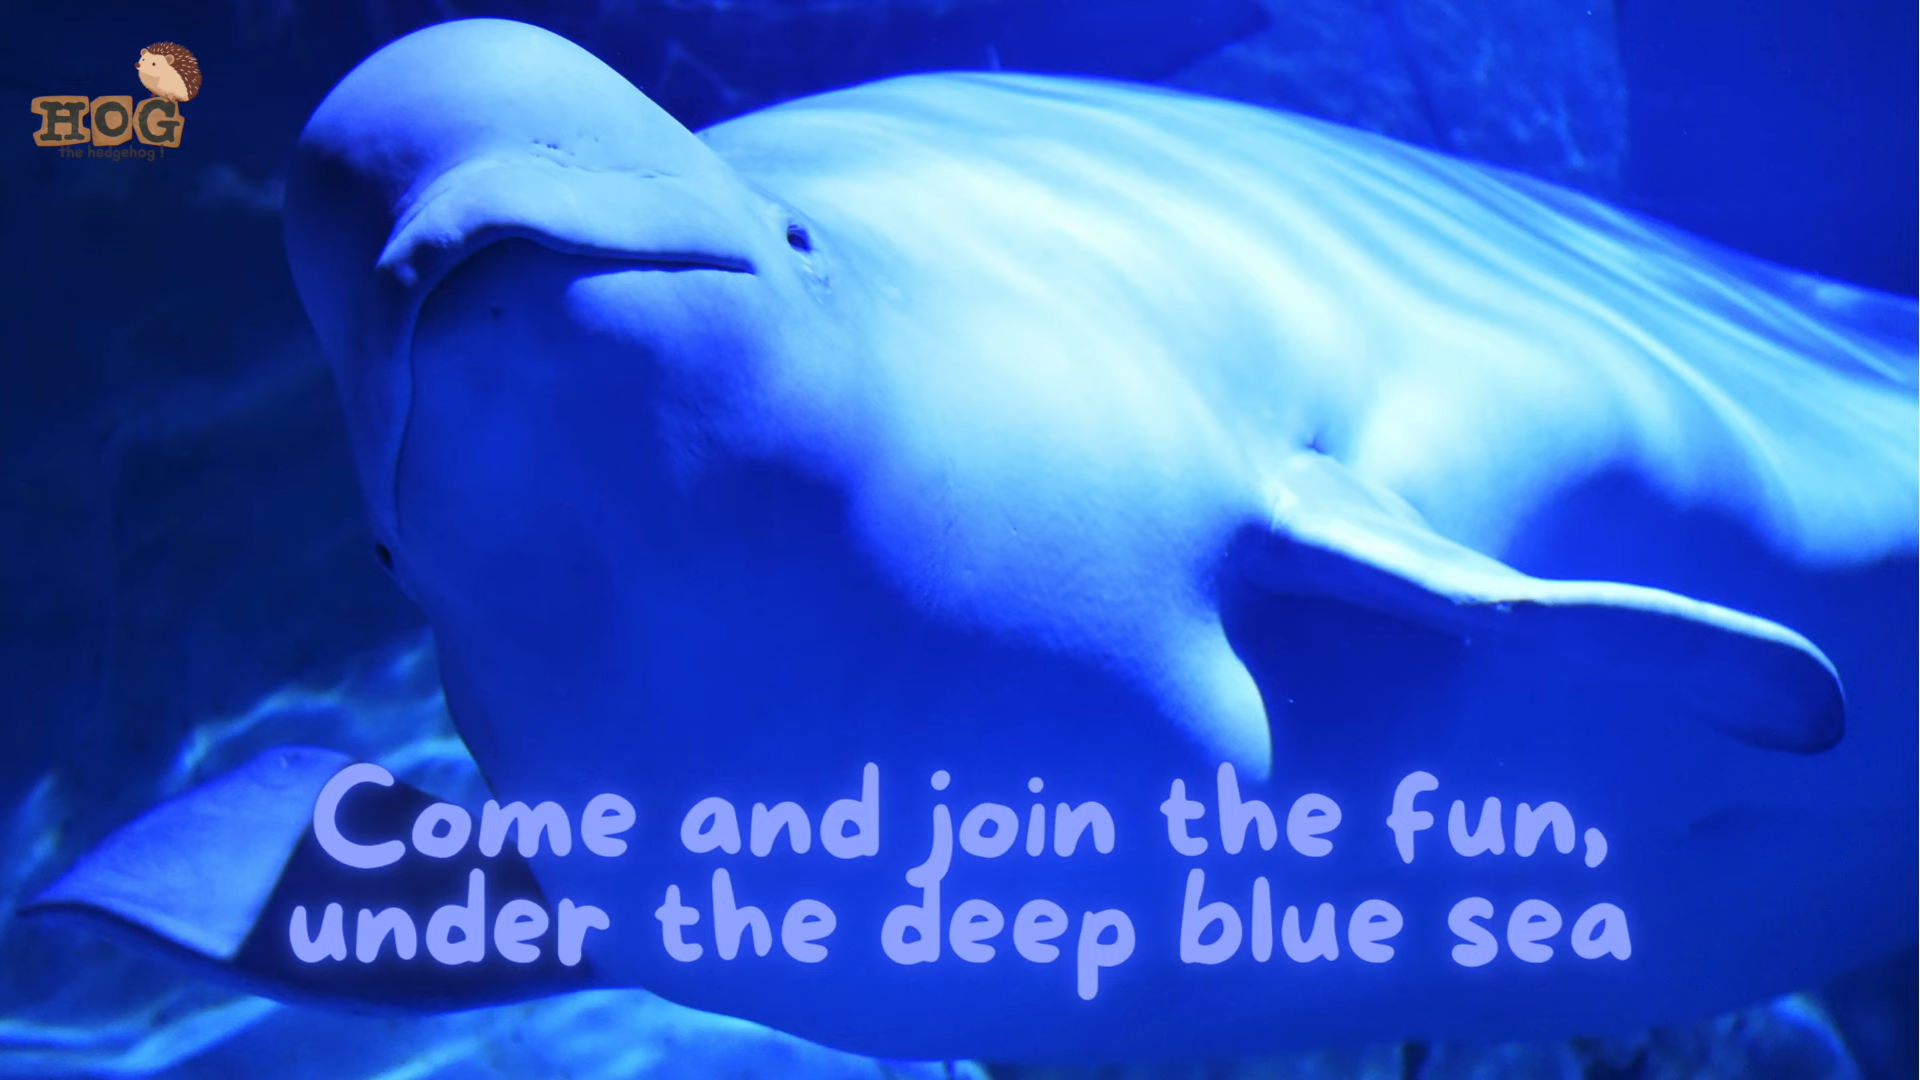 HOG
the hedgehog !
Come and join the fun,
under the deep blue sea